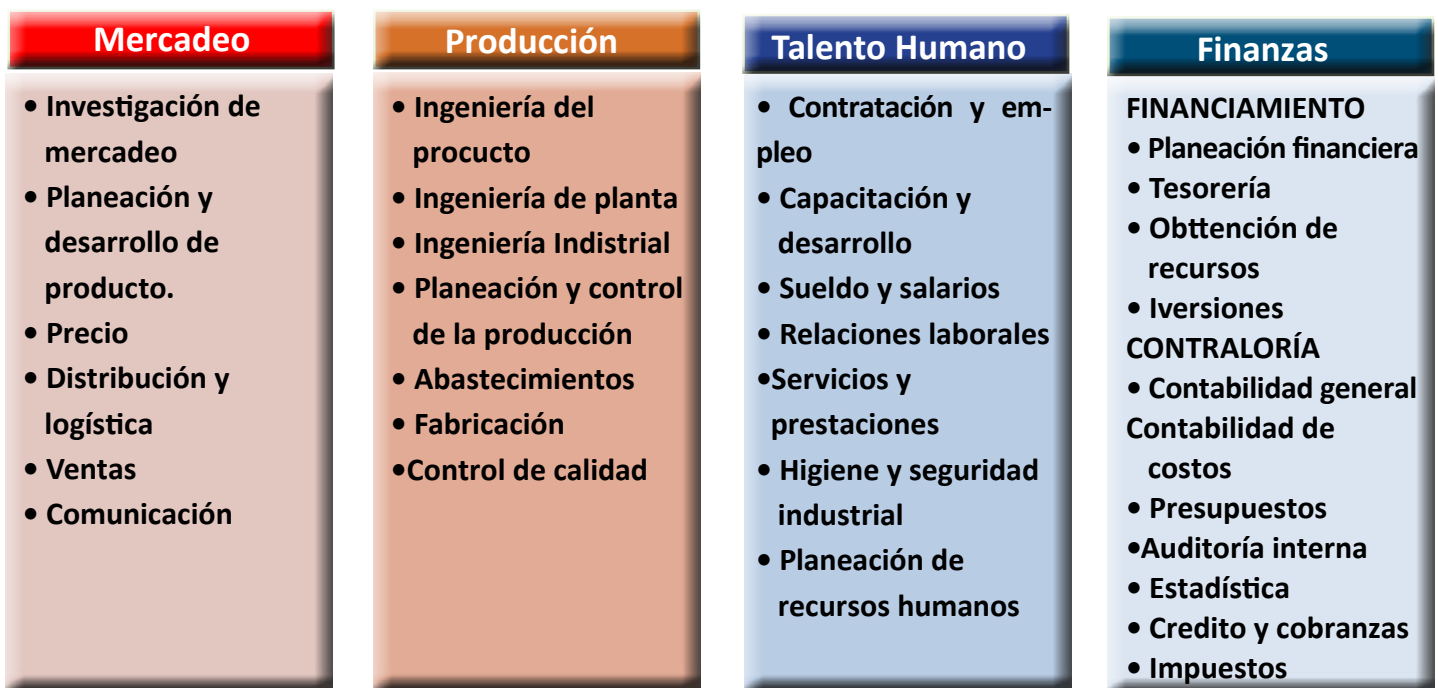 Mercadeo
• Investigación de
mercadeo
• Planeación y
desarrollo de
producto.
• Precio
• Distribución y
logística
• Ventas
• Comunicación
Producción
• Ingeniería del
procucto
• Ingeniería de planta
• Ingeniería Indistrial
• Planeación y control
de la producción
• Abastecimientos
• Fabricación
•Control de calidad
Talento Humano
• Contratación y em-
pleo
• Capacitación y
desarrollo
• Sueldo y salarios
• Relaciones laborales
•Servicios y
prestaciones
• Higiene y seguridad
industrial
• Planeación de
recursos humanos
Finanzas
FINANCIAMIENTO
• Planeación financiera
• Tesorería
• Obttención de
recursos
• Iversiones
CONTRALORÍA
• Contabilidad general
Contabilidad de
costos
• Presupuestos
•Auditoría interna
• Estadística
• Credito y cobranzas
• Impuestos